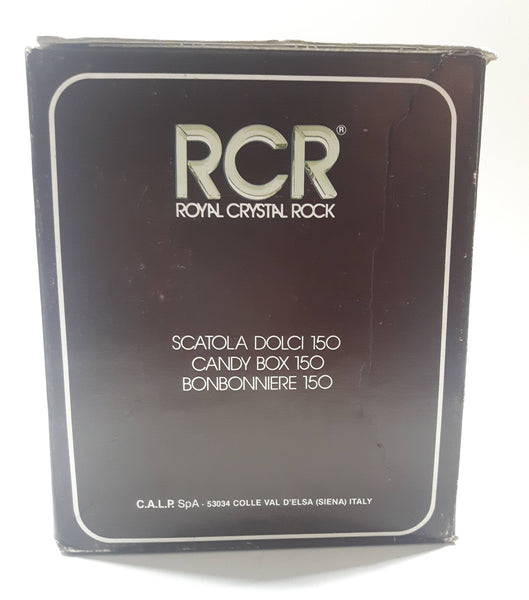 RCR®
ROYAL CRYSTAL ROCK
SCATOLA DOLCI 150
CANDY BOX 150
BONBONNIERE 150
C.A.L.P. SpA - 53034 COLLE VAL D'ELSA (SIENA) ITALY